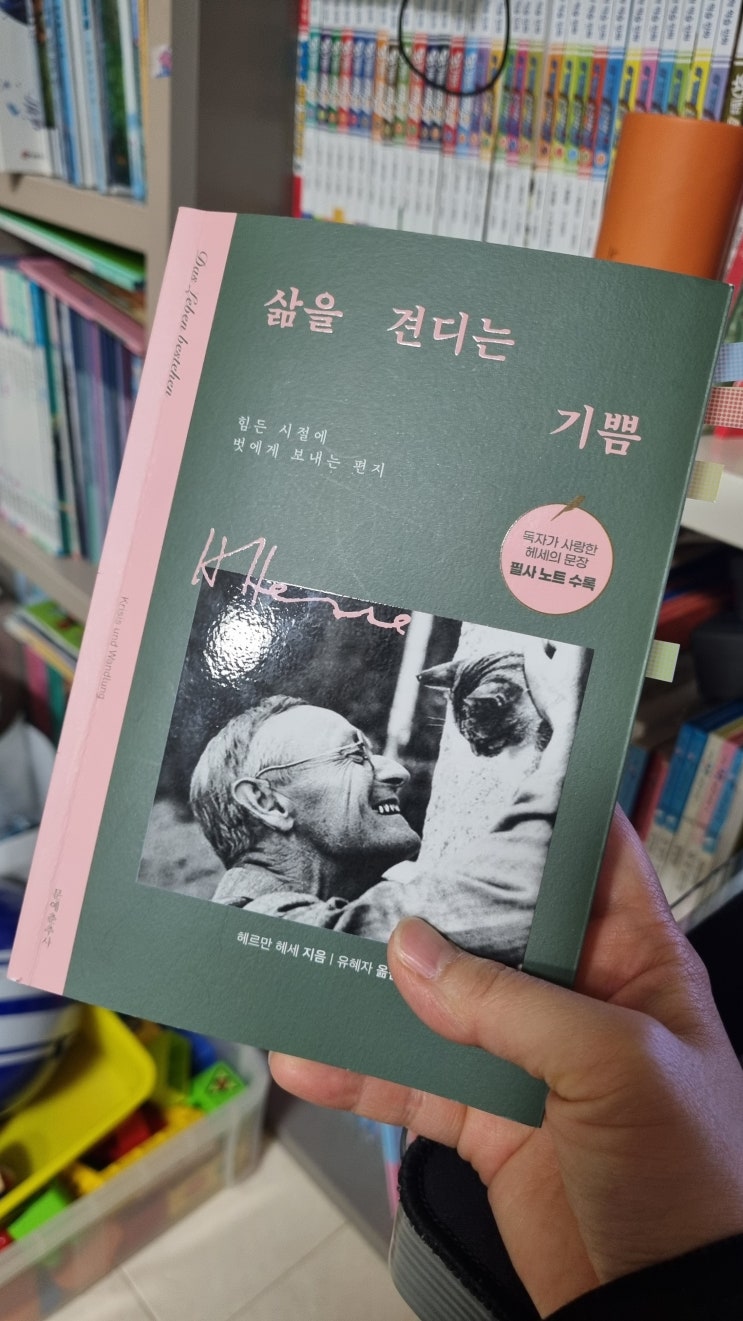 삶을 견디는
기쁨
힘든 시절에
벗에게 보내는 편지
독자가 사랑한
헤세의 문장
필사 노트 수록
H Hesse
헤르만 헤세 지음 | 유혜자 옮
Das Leben bestehen
Krisis und Wandlung
문예춘추사